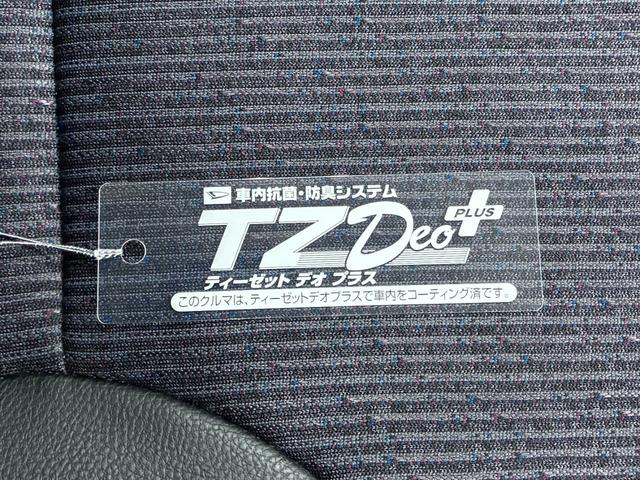 車内抗菌・防臭システム
TZ Deo PLUS
ティーゼット デオ プラス
このクルマは、ティーゼットデオプラスで車内をコーティング済です。